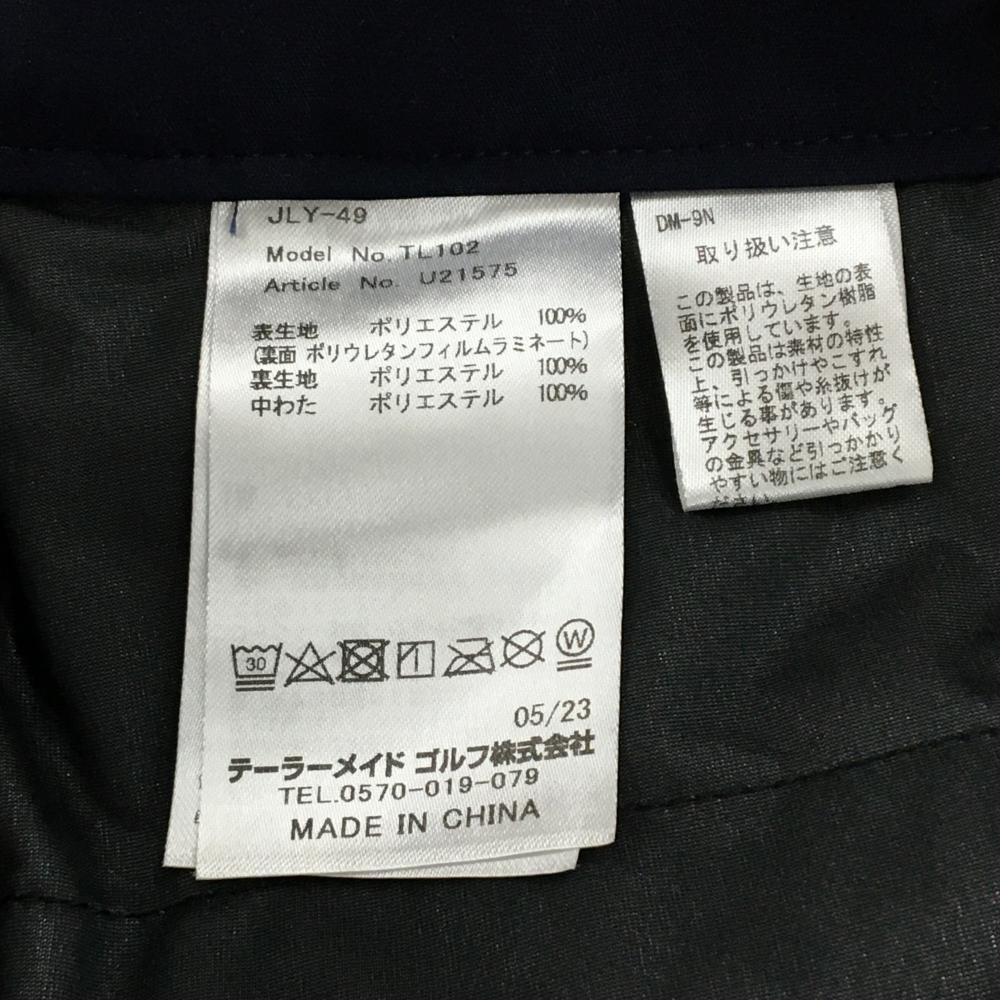 JLY-49
Model No. TL102
Article No. U21575
表生地 ポリエステル 100%
(裏面 ポリウレタンフィルムラミネート)
裏生地 ポリエステル 100%
中わた ポリエステル 100%
30
W
05/23
テーラーメイド ゴルフ株式会社
TEL.0570-019-079
MADE IN CHINA
DM-9N
取り扱い注意
この製品は、生地の表
面にポリウレタン樹脂
を使用しています。
この製品は素材の特性
上、引っかけやこすれ
等による傷や糸抜けが
生じる事があります。
アクセサリーやバッグ
の金具など引っかかり
やすい物にはご注意く
ださい。